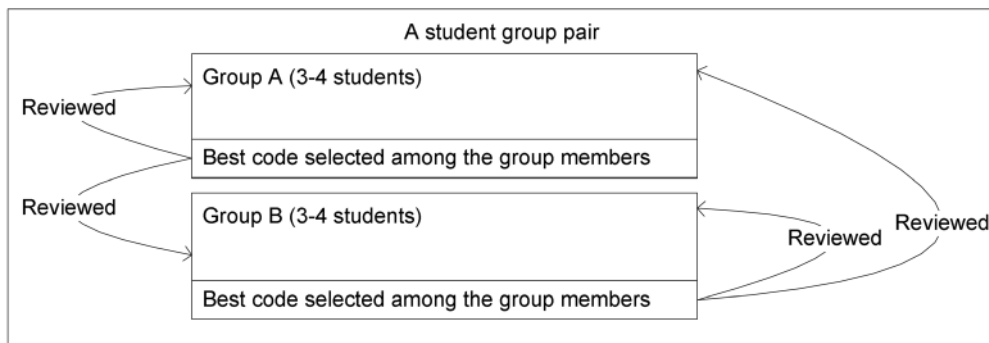 A student group pair
Group A (3-4 students)
Reviewed
Best code selected among the group members
Reviewed
Group B (3-4 students)
Reviewed
Reviewed
Best code selected among the group members